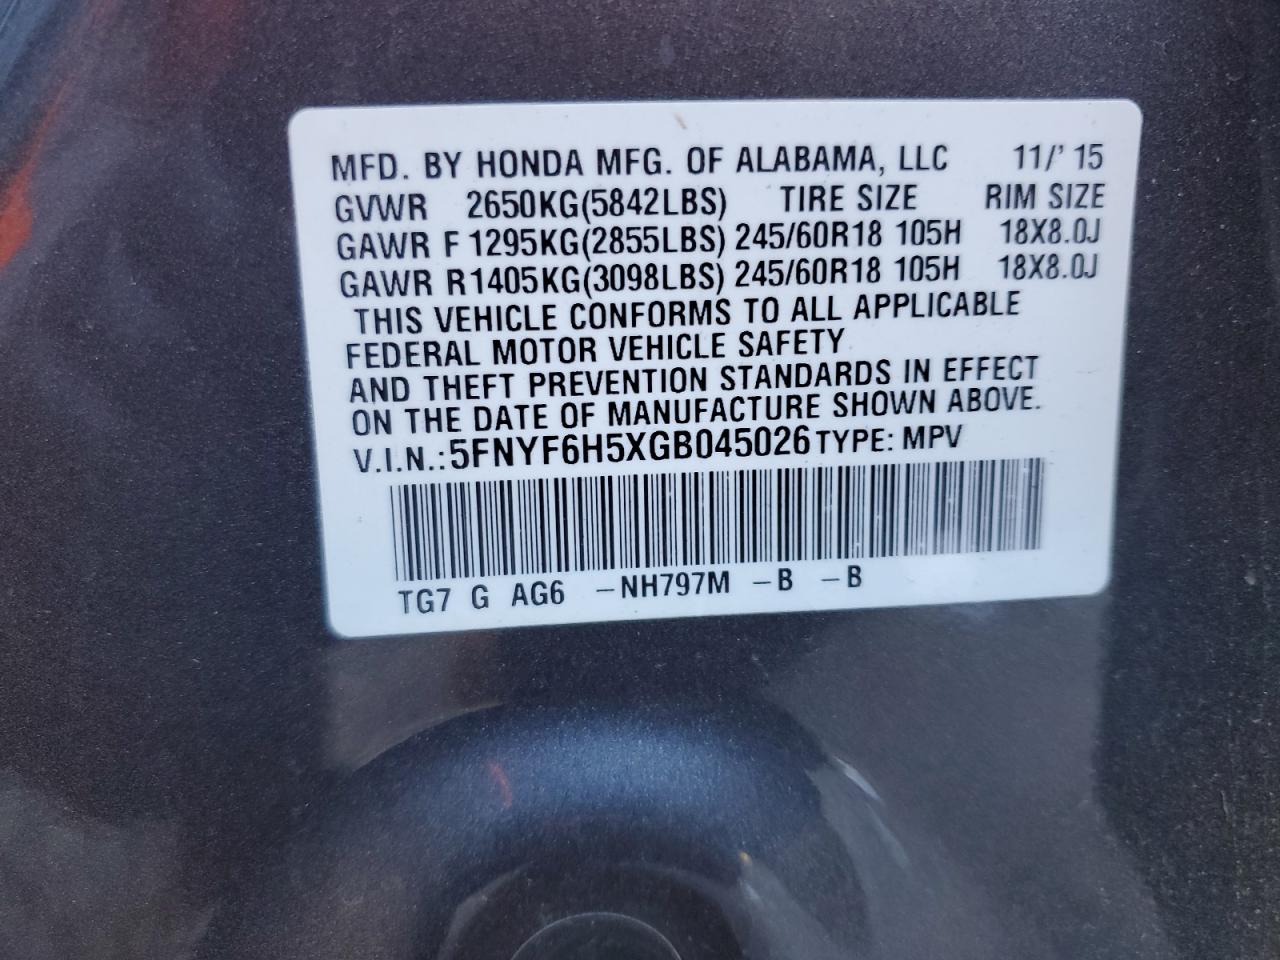 MFD. BY HONDA MFG. OF ALABAMA, LLC 11/' 15
GVWR 2650KG(5842LBS) TIRE SIZE RIM SIZE
GAWR F 1295KG(2855LBS) 245/60R18 105H 18X8.0J
GAWR R1405KG(3098LBS) 245/60R18 105H 18X8.0J
THIS VEHICLE CONFORMS TO ALL APPLICABLE
FEDERAL MOTOR VEHICLE SAFETY
AND THEFT PREVENTION STANDARDS IN EFFECT
ON THE DATE OF MANUFACTURE SHOWN ABOVE.
V.I.N.: 5FNYF6H5XGB045026 TYPE: MPV
TG7 G AG6 -NH797M -B -B